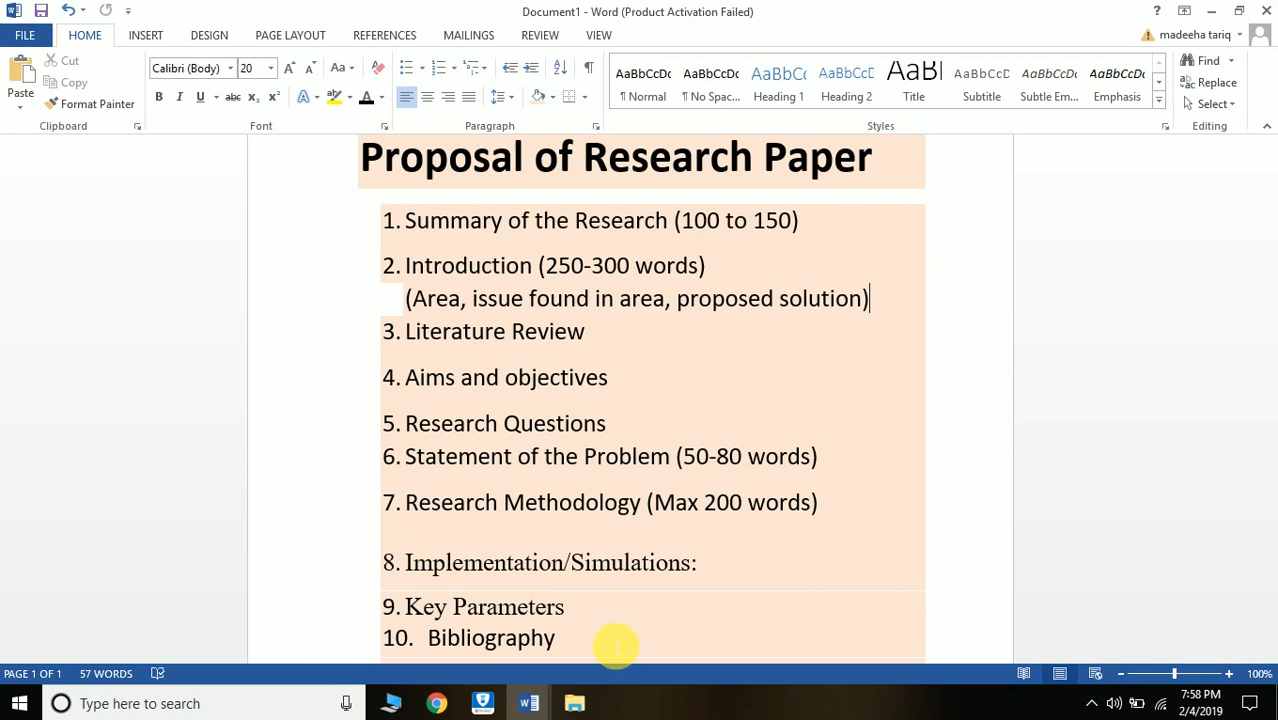 Document1 - Word (Product Activation Failed)
FILE HOME INSERT DESIGN PAGE LAYOUT REFERENCES MAILINGS REVIEW VIEW madeeha tariq
Cut
Copy
Format Painter
Paste
Clipboard
Calibri (Body) 20
Font
Paragraph
AaBbCcDc AaBbCcDc AaBbCc AaBbCcD AaBl AaBbCcD AaBbCcDc AaBbCcDc
¶ Normal ¶ No Spac... Heading 1 Heading 2 Title Subtitle Subtle Em... Emphasis
Styles
Find
Replace
Select
Editing
Proposal of Research Paper
1. Summary of the Research (100 to 150)
2. Introduction (250-300 words)
(Area, issue found in area, proposed solution)
3. Literature Review
4. Aims and objectives
5. Research Questions
6. Statement of the Problem (50-80 words)
7. Research Methodology (Max 200 words)
8. Implementation/Simulations:
9. Key Parameters
10. Bibliography
PAGE 1 OF 1 57 WORDS 100%
Type here to search
7:58 PM
2/4/2019